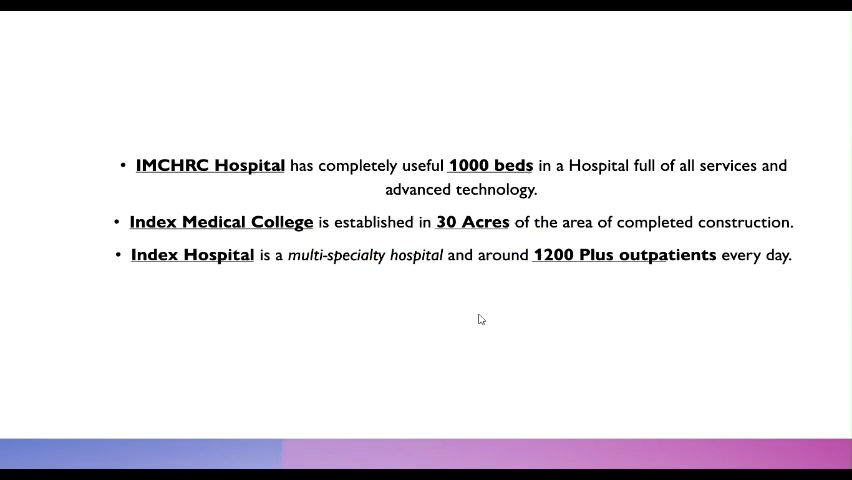 • IMCHRC Hospital has completely useful 1000 beds in a Hospital full of all services and
advanced technology.
• Index Medical College is established in 30 Acres of the area of completed construction.
• Index Hospital is a multi-specialty hospital and around 1200 Plus outpatients every day.